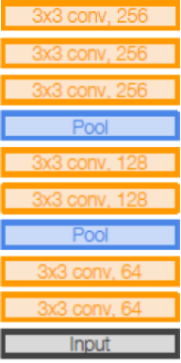 3x3 conv, 256
3x3 conv, 256
3x3 conv, 256
Pool
3x3 conv, 128
3x3 conv, 128
Pool
3x3 conv, 64
3x3 conv, 64
Input